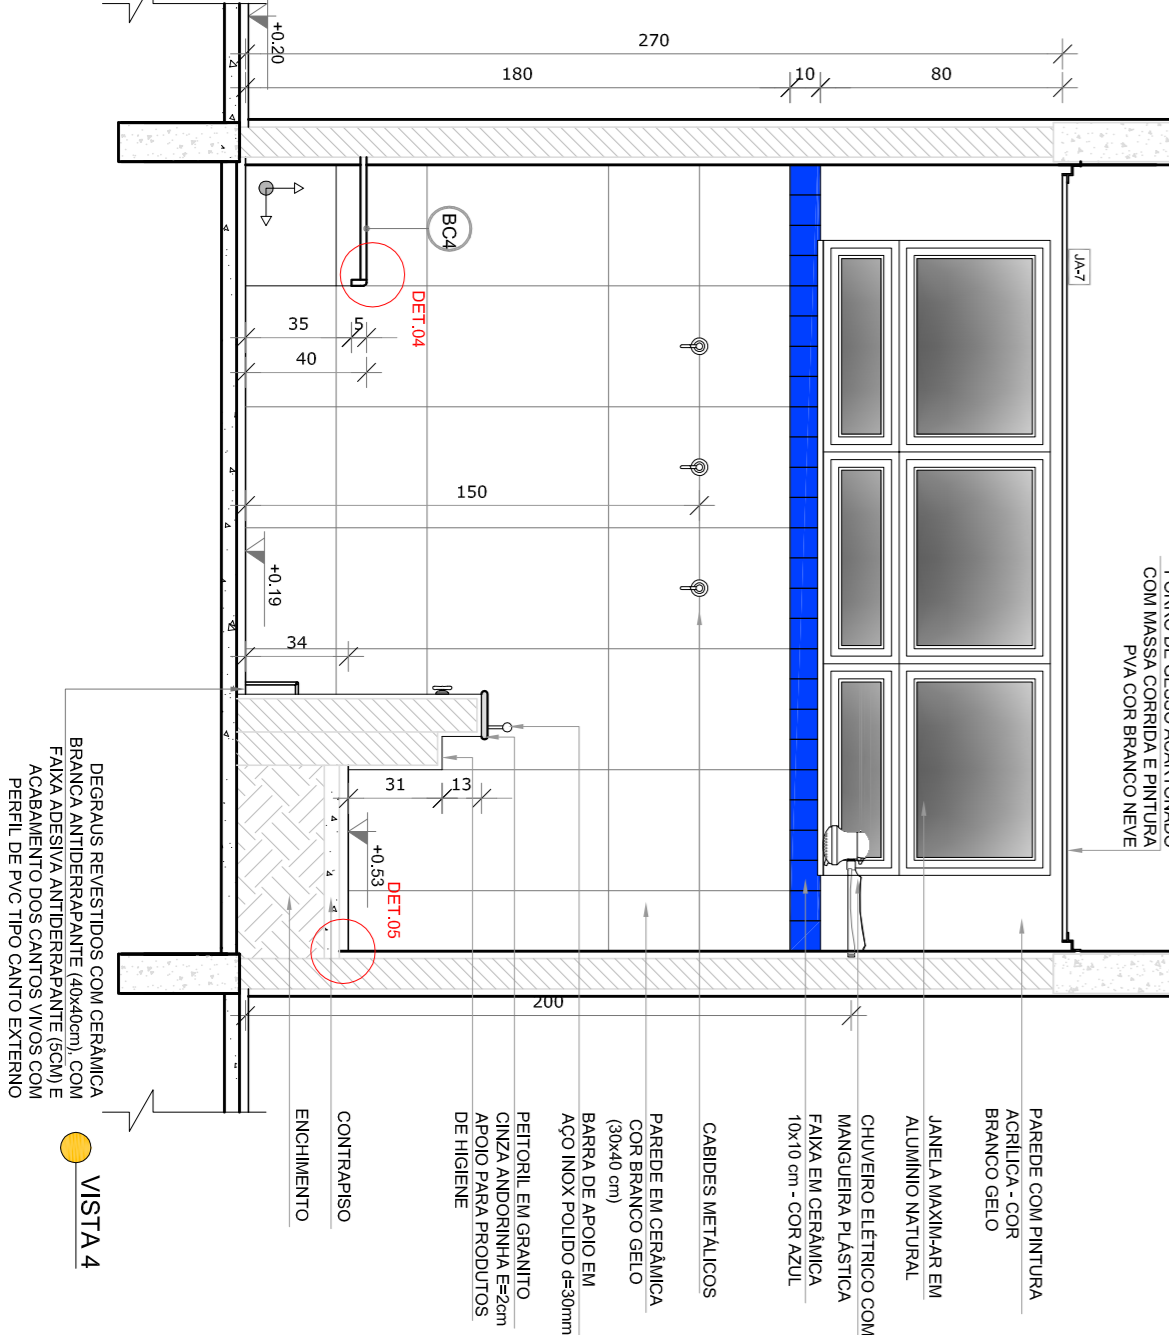 270
180
10
80
+0.20
BC4
JA-7
DET.04
35
5
40
150
+0.19
34
31
13
+0.53
DET.05
200
COM MASSA CORRIDA E PINTURA
PVA COR BRANCO NEVE
PAREDE COM PINTURA
ACRÍLICA - COR
BRANCO GELO
JANELA MAXIM-AR EM
ALUMÍNIO NATURAL
CHUVEIRO ELÉTRICO COM
MANGUEIRA PLÁSTICA
FAIXA EM CERÂMICA
10x10 cm - COR AZUL
CABIDES METÁLICOS
PAREDE EM CERÂMICA
COR BRANCO GELO
(30x40 cm)
BARRA DE APOIO EM
AÇO INOX POLIDO d=30mm
PEITORIL EM GRANITO
CINZA ANDORINHA E=2cm
APOIO PARA PRODUTOS
DE HIGIENE
CONTRAPISO
ENCHIMENTO
DEGRAUS REVESTIDOS COM CERÂMICA
BRANCA ANTIDERRAPANTE (40x40cm), COM
FAIXA ADESIVA ANTIDERRAPANTE (5CM) E
ACABAMENTO DOS CANTOS VIVOS COM
PERFIL DE PVC TIPO CANTO EXTERNO
VISTA 4